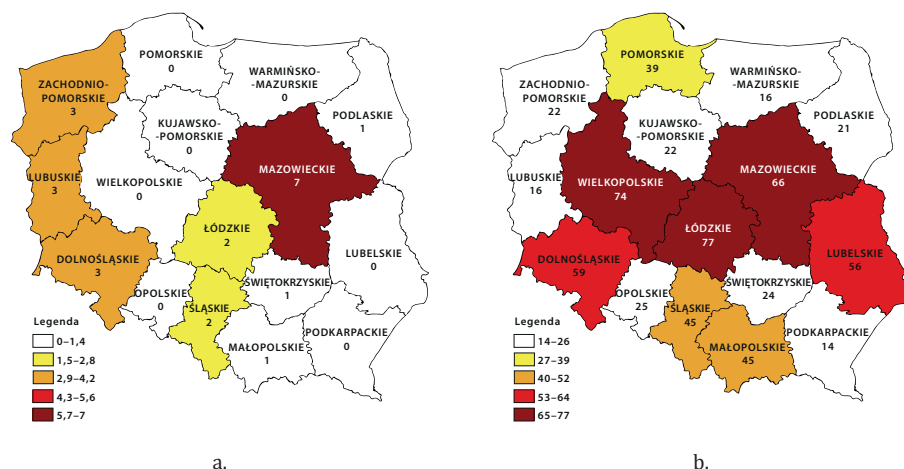 POMORSKIE
0
WARMIŃSKO-
-MAZURSKIE
0
ZACHODNIO-
POMORSKIE
3
PODLASKIE
1
KUJAWSKO-
-POMORSKIE
0
MAZOWIECKIE
7
LUBUSKIE
3
WIELKOPOLSKIE
0
ŁÓDZKIE
2
LUBELSKIE
0
DOLNOŚLĄSKIE
3
OPOLSKIE
0
ŚLĄSKIE
2
ŚWIĘTOKRZYSKIE
1
MAŁOPOLSKIE
1
PODKARPACKIE
0
Legenda
0–1,4
1,5–2,8
2,9–4,2
4,3–5,6
5,7–7
a.
POMORSKIE
39
WARMIŃSKO-
-MAZURSKIE
16
ZACHODNIO-
POMORSKIE
22
PODLASKIE
21
KUJAWSKO-
-POMORSKIE
22
MAZOWIECKIE
66
LUBUSKIE
16
WIELKOPOLSKIE
74
ŁÓDZKIE
77
LUBELSKIE
56
DOLNOŚLĄSKIE
59
OPOLSKIE
25
ŚLĄSKIE
45
ŚWIĘTOKRZYSKIE
24
MAŁOPOLSKIE
45
PODKARPACKIE
14
Legenda
14–26
27–39
40–52
53–64
65–77
b.